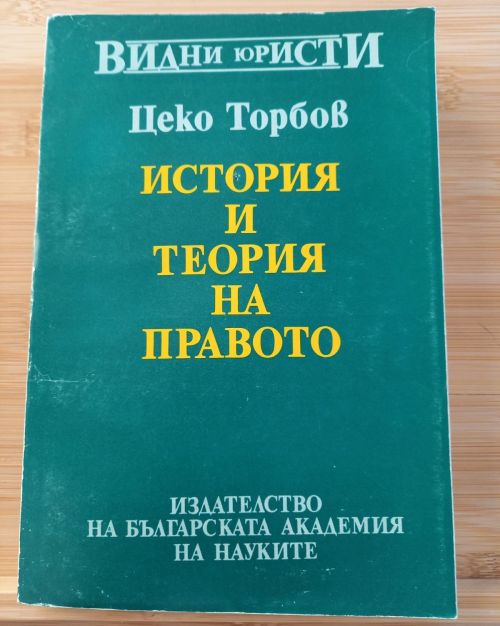 ВИДНИ ЮРИСТИ
Цеко Торбов
ИСТОРИЯ
И
ТЕОРИЯ
НА
ПРАВОТО
ИЗДАТЕЛСТВО
НА БЪЛГАРСКАТА АКАДЕМИЯ
НА НАУКИТЕ